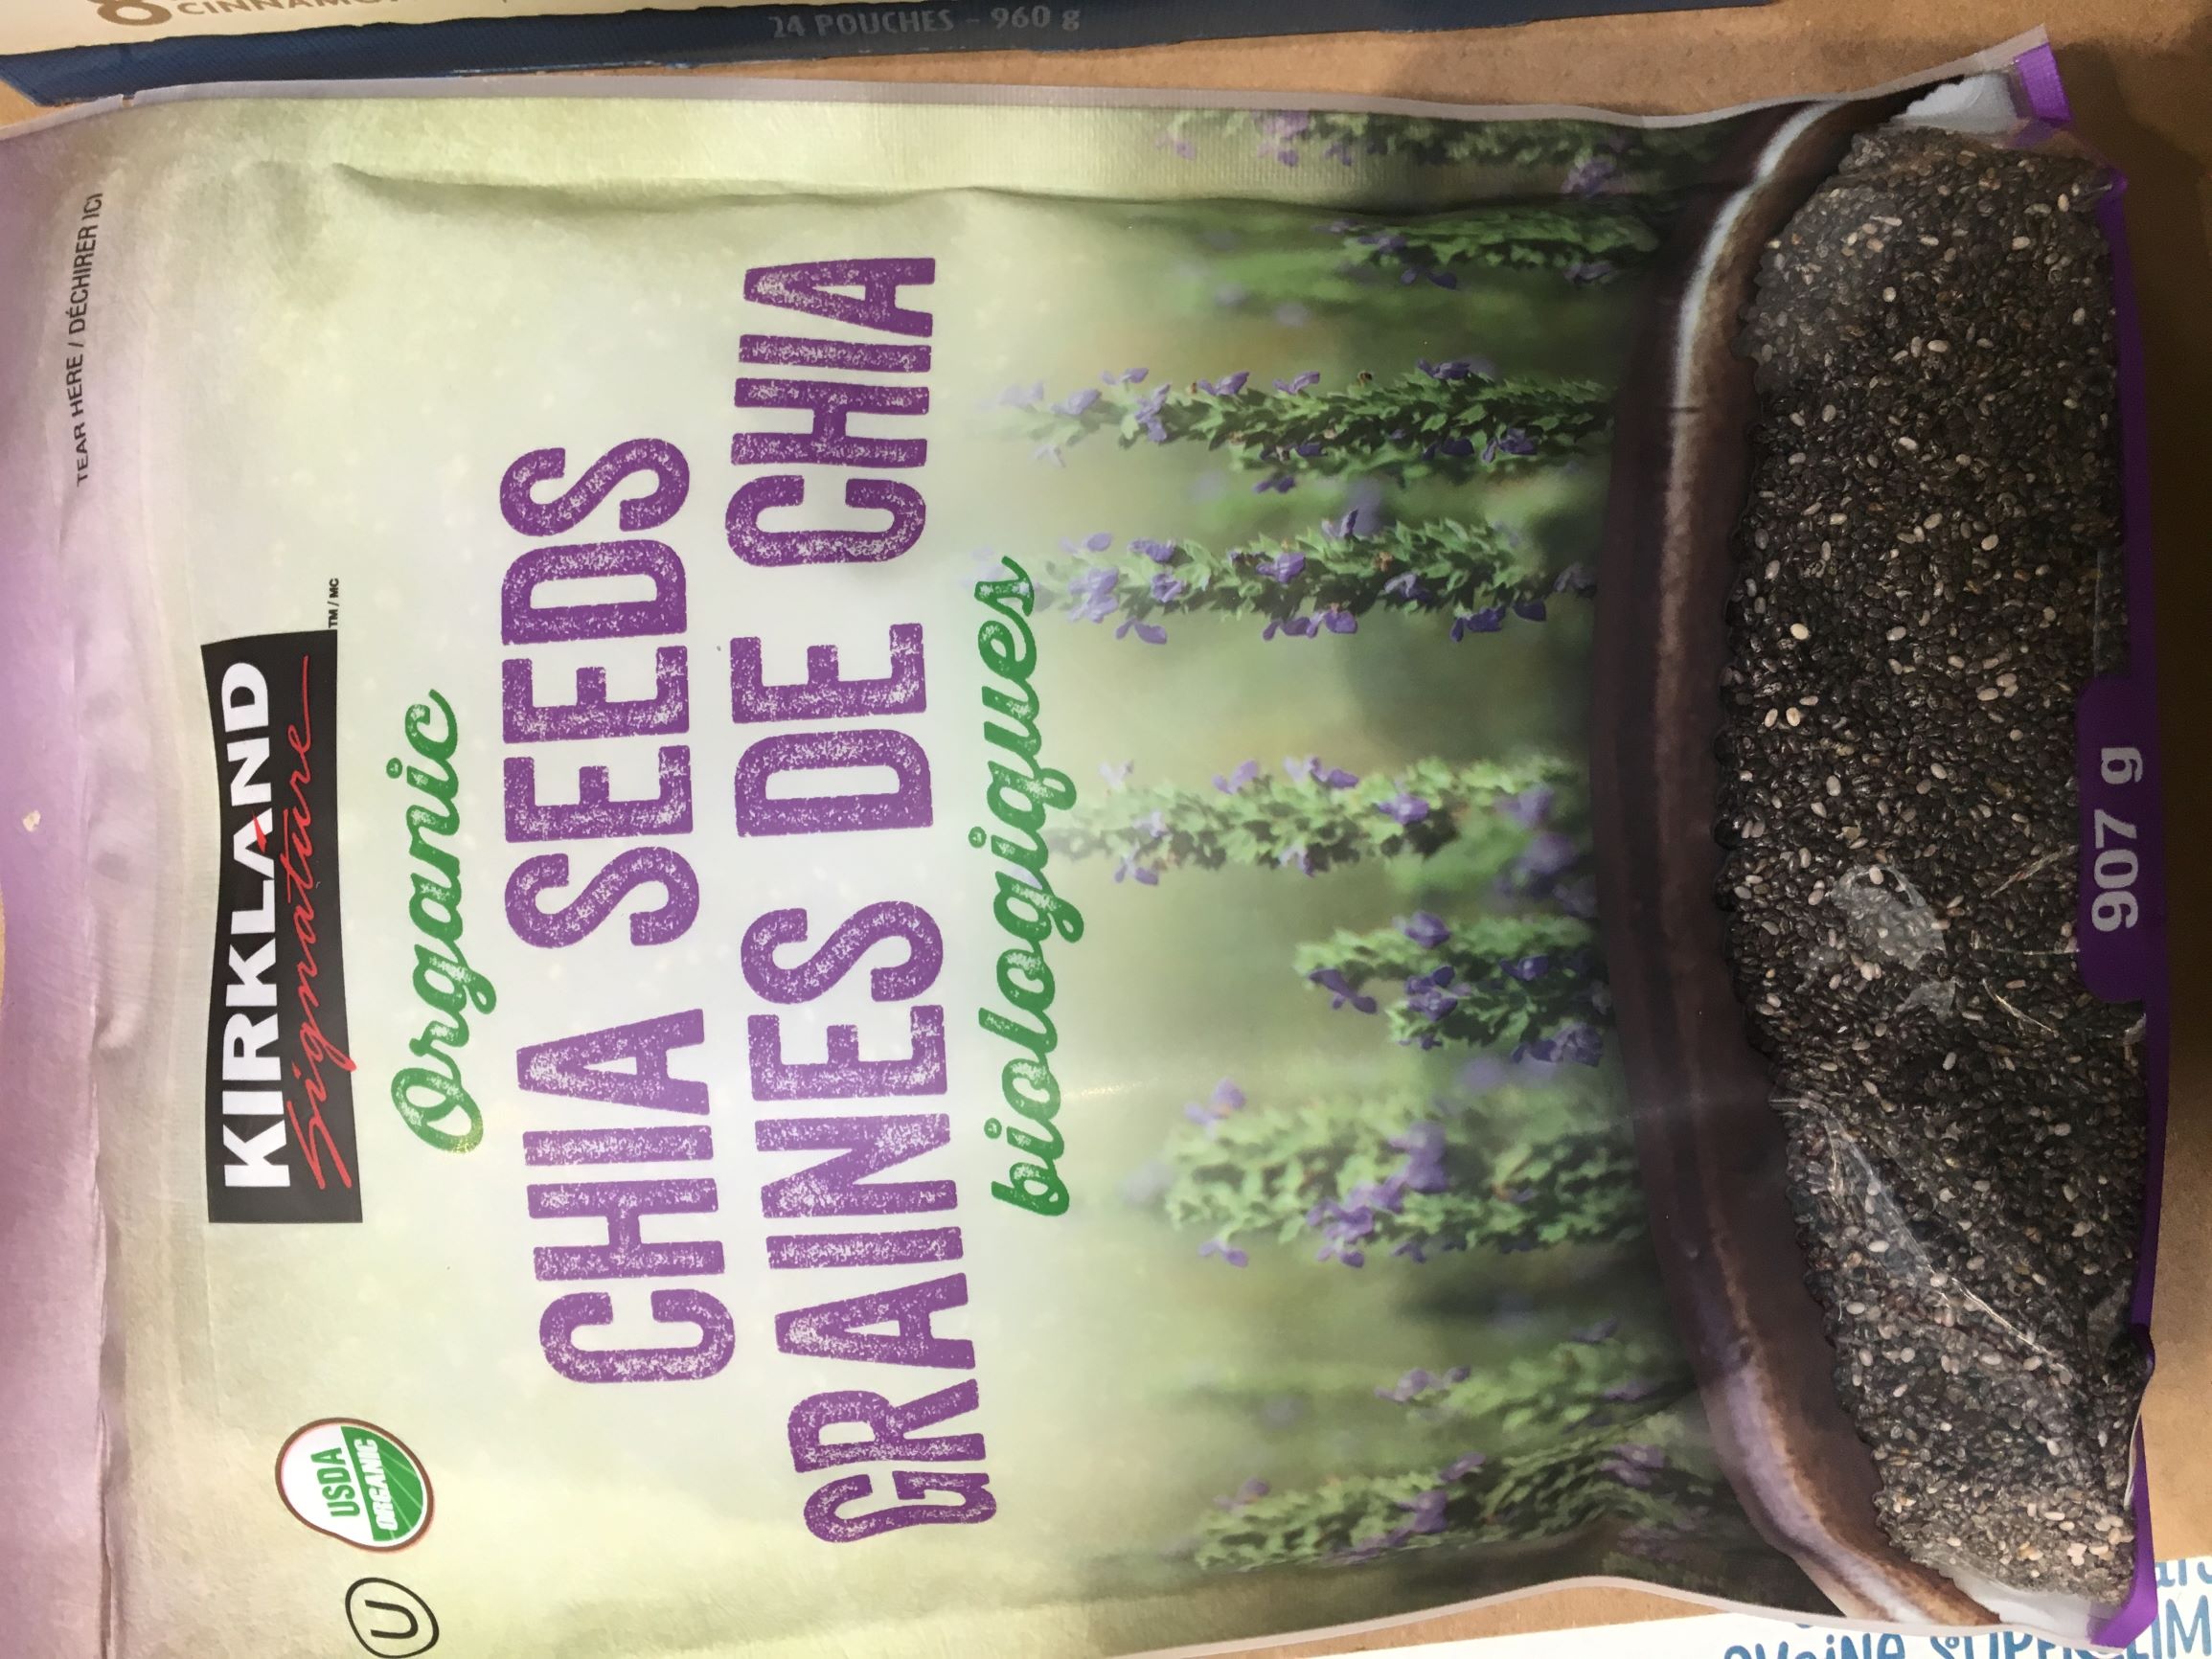 24 POUCHES - 960 g
TEAR HERE / DÉCHIRER ICI
KIRKLAND
Signature
TM / MC
U
USDA
ORGANIC
Organic
CHIA SEEDS
GRAINES DE CHIA
biologiques
907 g